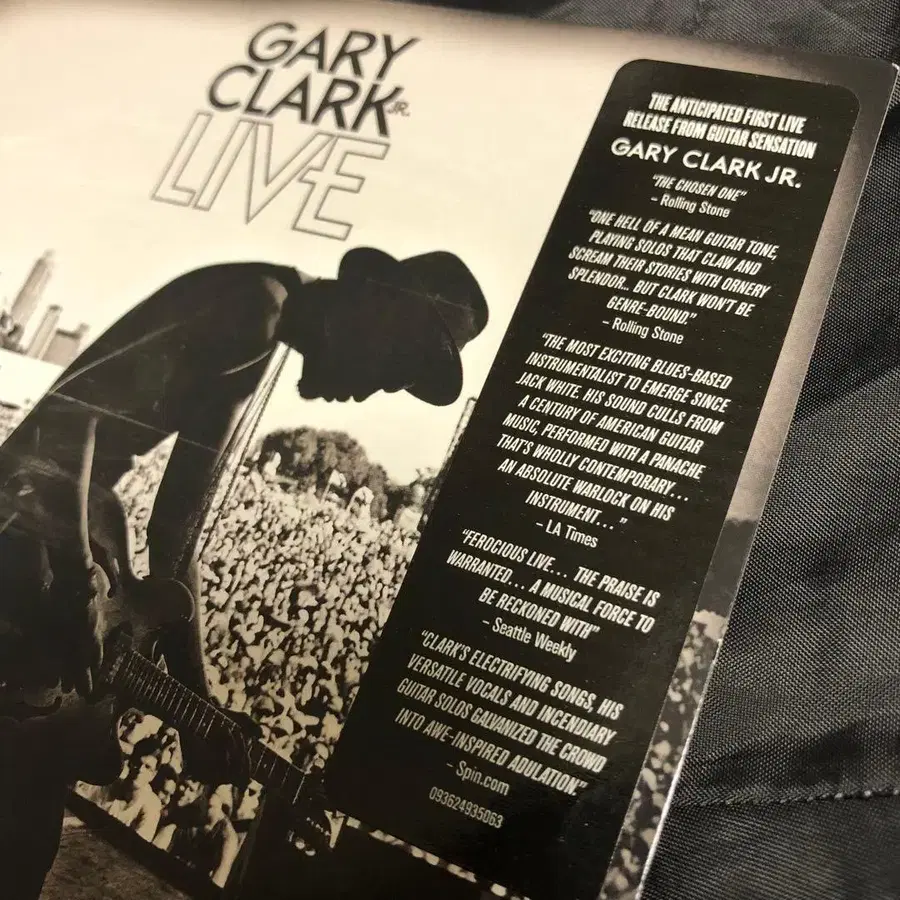 GARY
CLARK JR.
LIVE
THE ANTICIPATED FIRST LIVE
RELEASE FROM GUITAR SENSATION
GARY CLARK JR.
"THE CHOSEN ONE"
– Rolling Stone
"ONE HELL OF A MEAN GUITAR TONE,
PLAYING SOLOS THAT CLAW AND
SCREAM THEIR STORIES WITH ORNERY
SPLENDOR... BUT CLARK WON'T BE
GENRE-BOUND."
– Rolling Stone
"THE MOST EXCITING BLUES-BASED
INSTRUMENTALIST TO EMERGE SINCE
JACK WHITE. HIS SOUND CULLS FROM
A CENTURY OF AMERICAN GUITAR
MUSIC, PERFORMED WITH A PANACHE
THAT'S WHOLLY CONTEMPORARY...
AN ABSOLUTE WARLOCK ON HIS
INSTRUMENT..."
– LA Times
"FEROCIOUS LIVE... THE PRAISE IS
WARRANTED... A MUSICAL FORCE TO
BE RECKONED WITH"
– Seattle Weekly
"CLARK'S ELECTRIFYING SONGS, HIS
VERSATILE VOCALS AND INCENDIARY
GUITAR SOLOS GALVANIZED THE CROWD
INTO AWE-INSPIRED ADULATION."
– Spin.com
093624935063